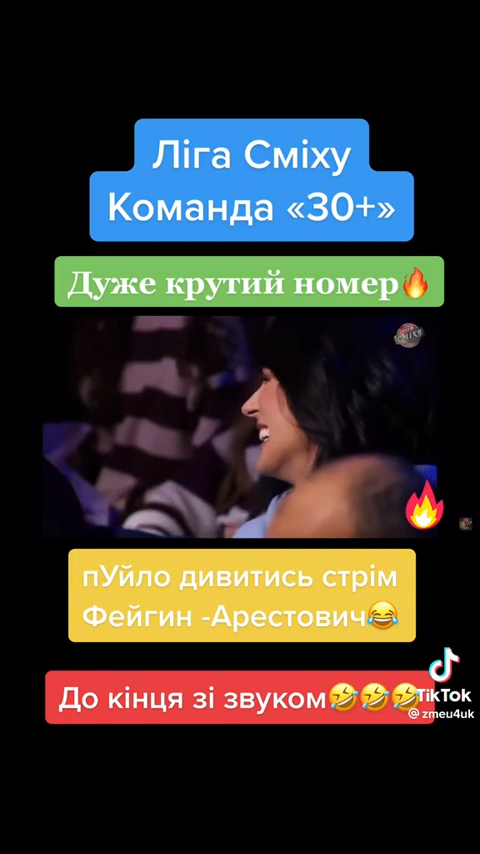 Ліга Сміху
Команда «30+»
Дуже крутий номер🔥
пУйло дивитись стрім
Фейгин -Арестович😂
До кінця зі звуком🤣🤣🤣
TikTok
@zmeu4uk